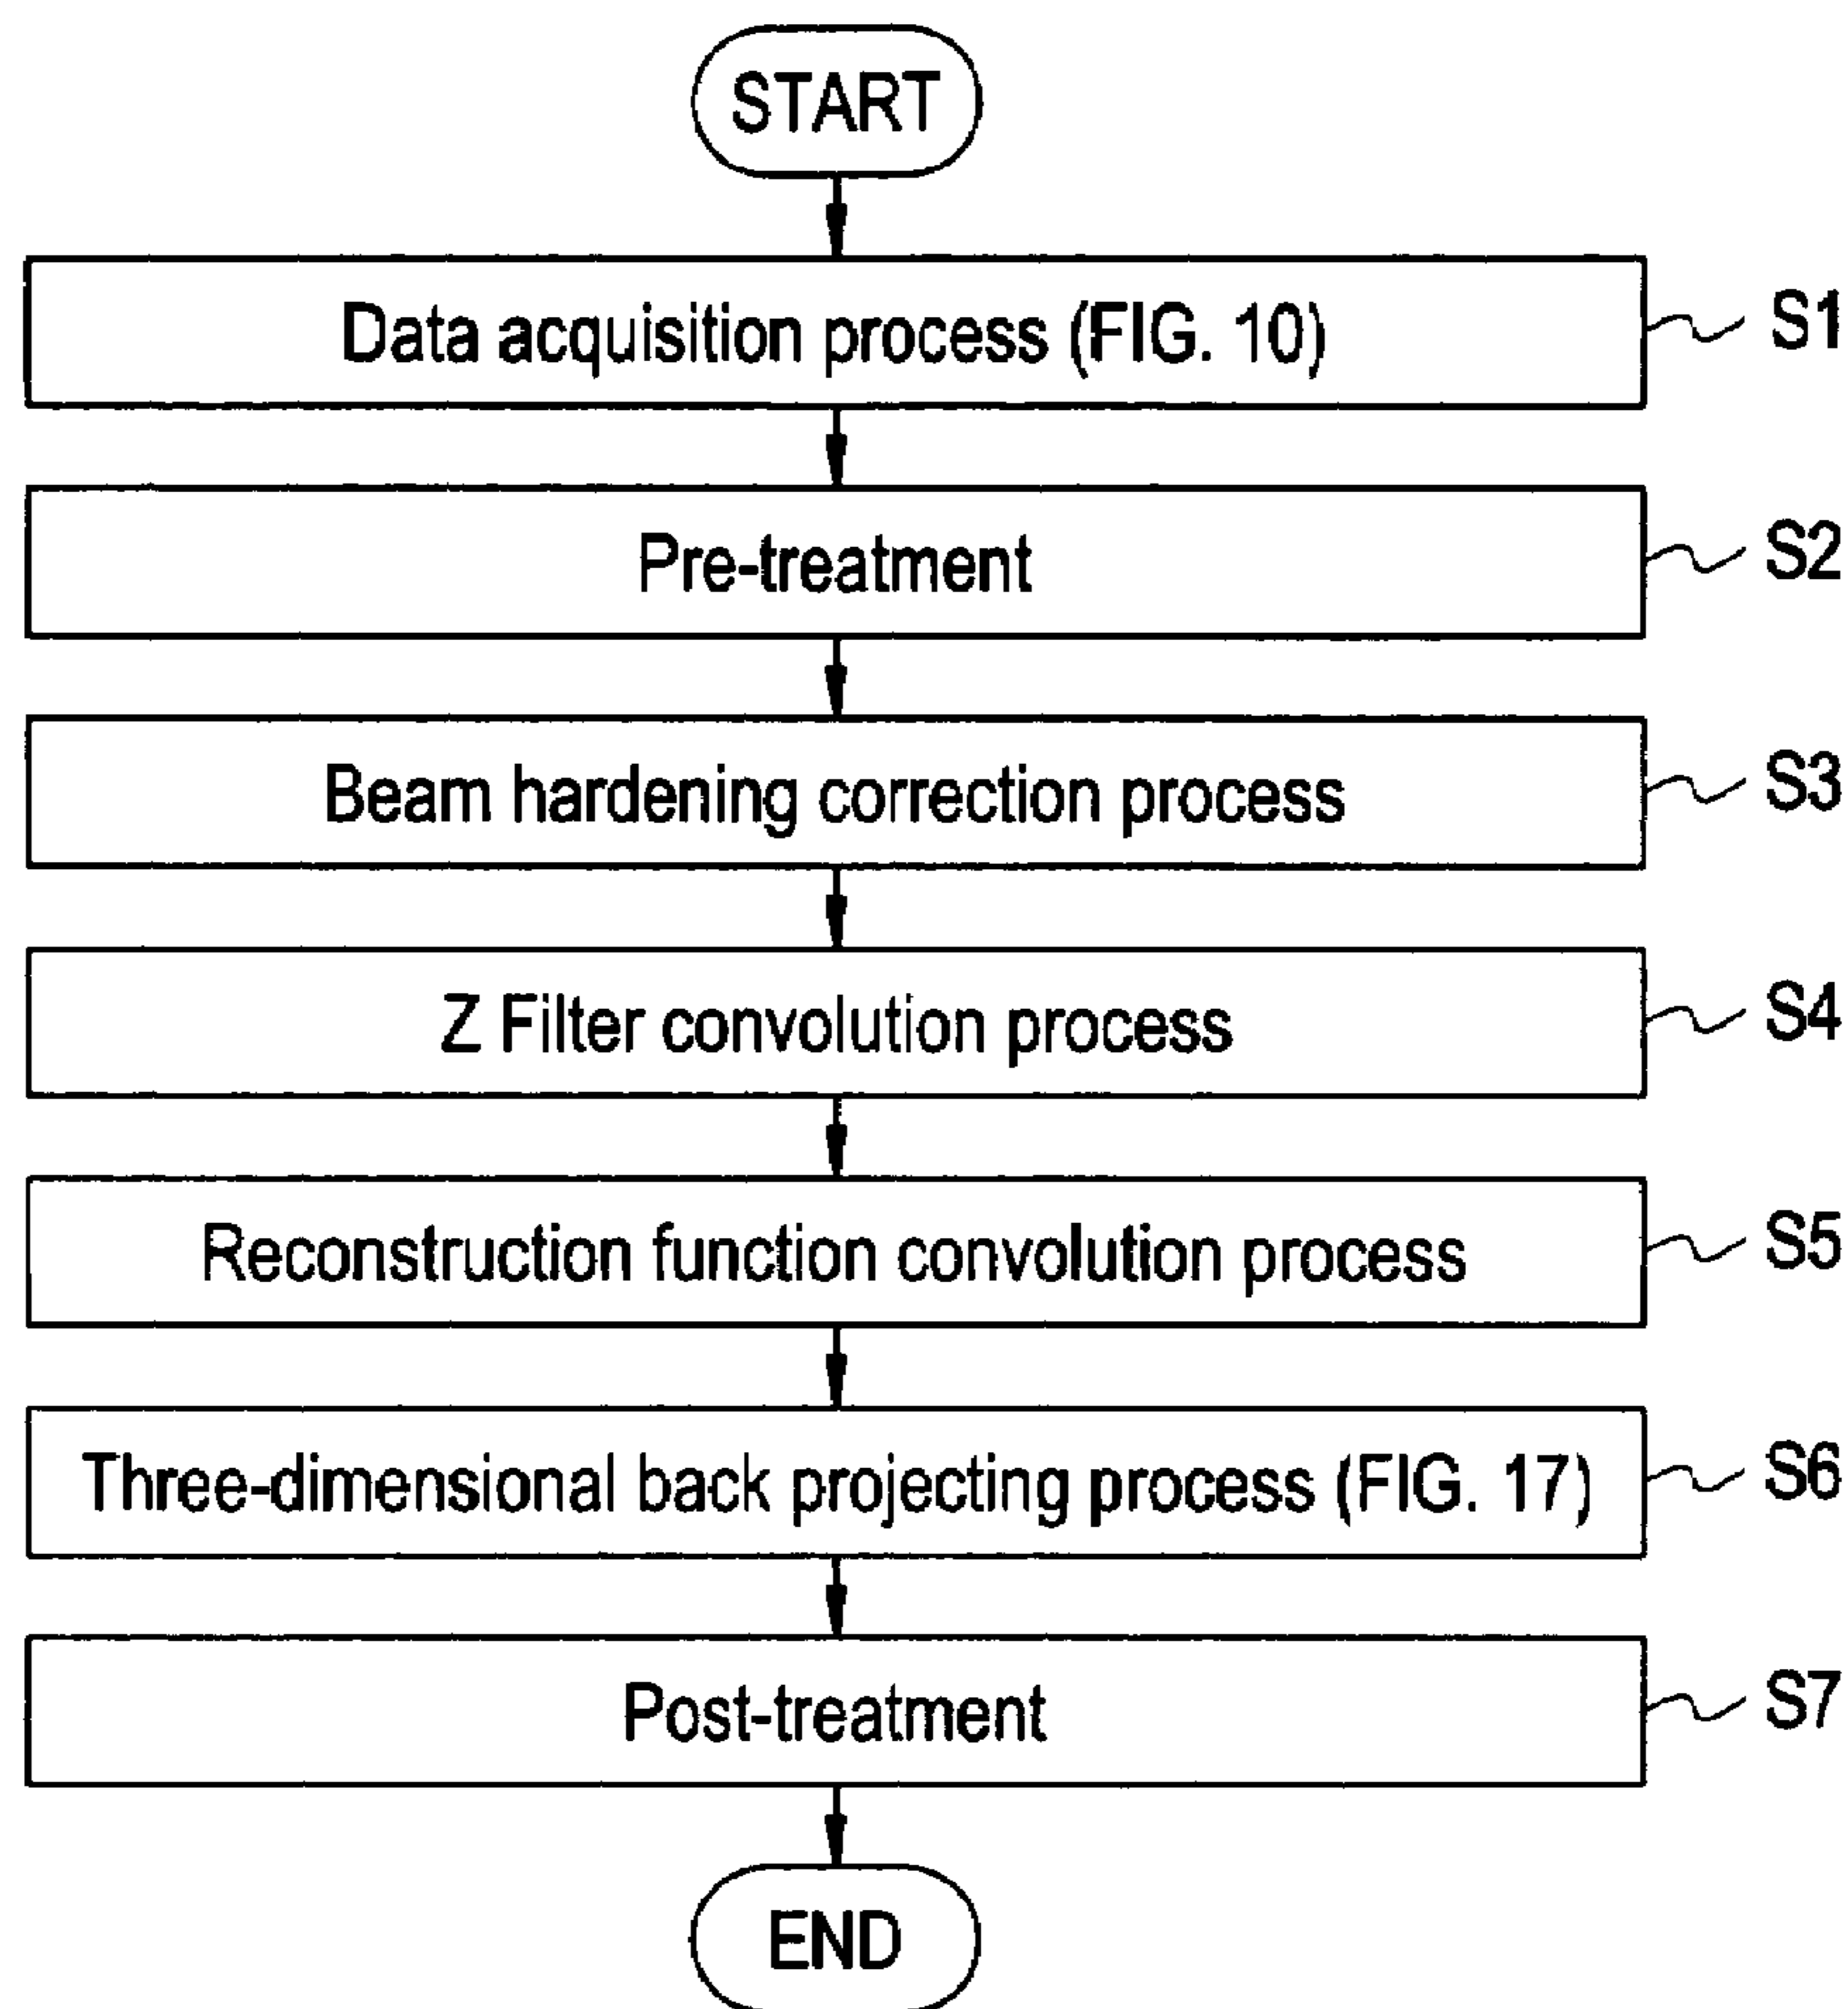 START
Data acquisition process (FIG. 10)
S1
Pre-treatment
S2
Beam hardening correction process
S3
Z Filter convolution process
S4
Reconstruction function convolution process
S5
Three-dimensional back projecting process (FIG. 17)
S6
Post-treatment
S7
END